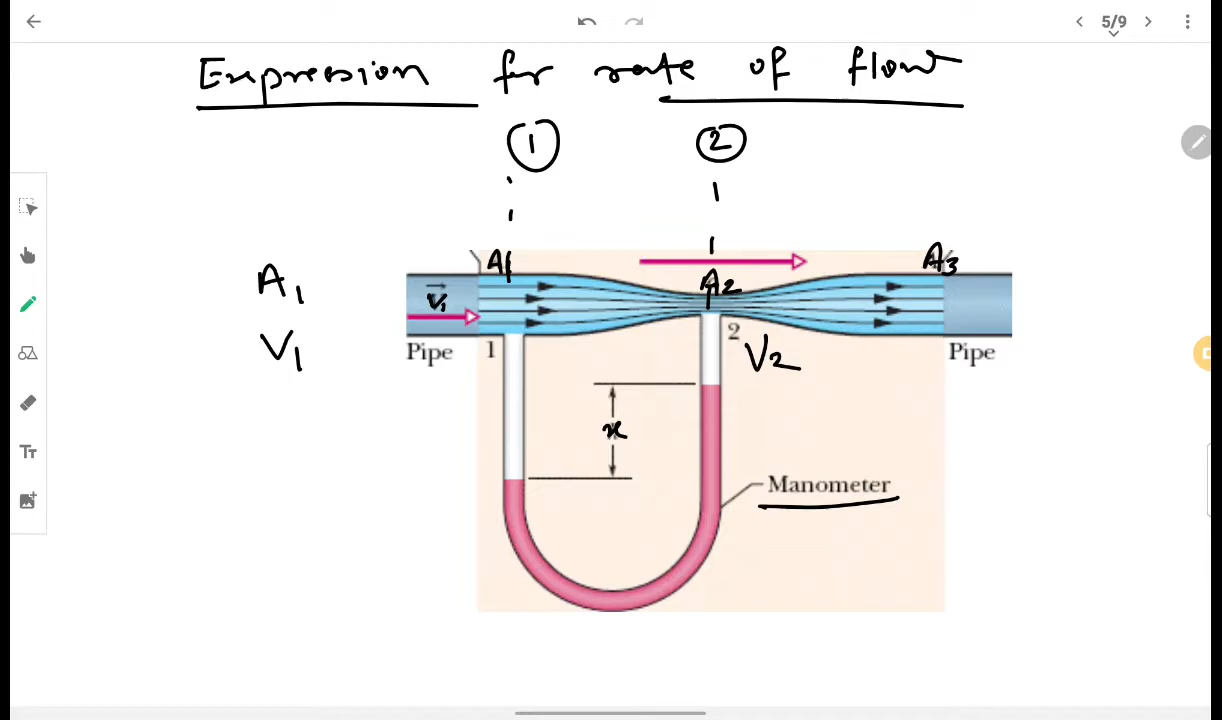 5/9
Expression for rate of flow
1 2
A1 A2 A3
A1
V1
v1
Pipe 1 2 Pipe
V2
x
Manometer
Tт